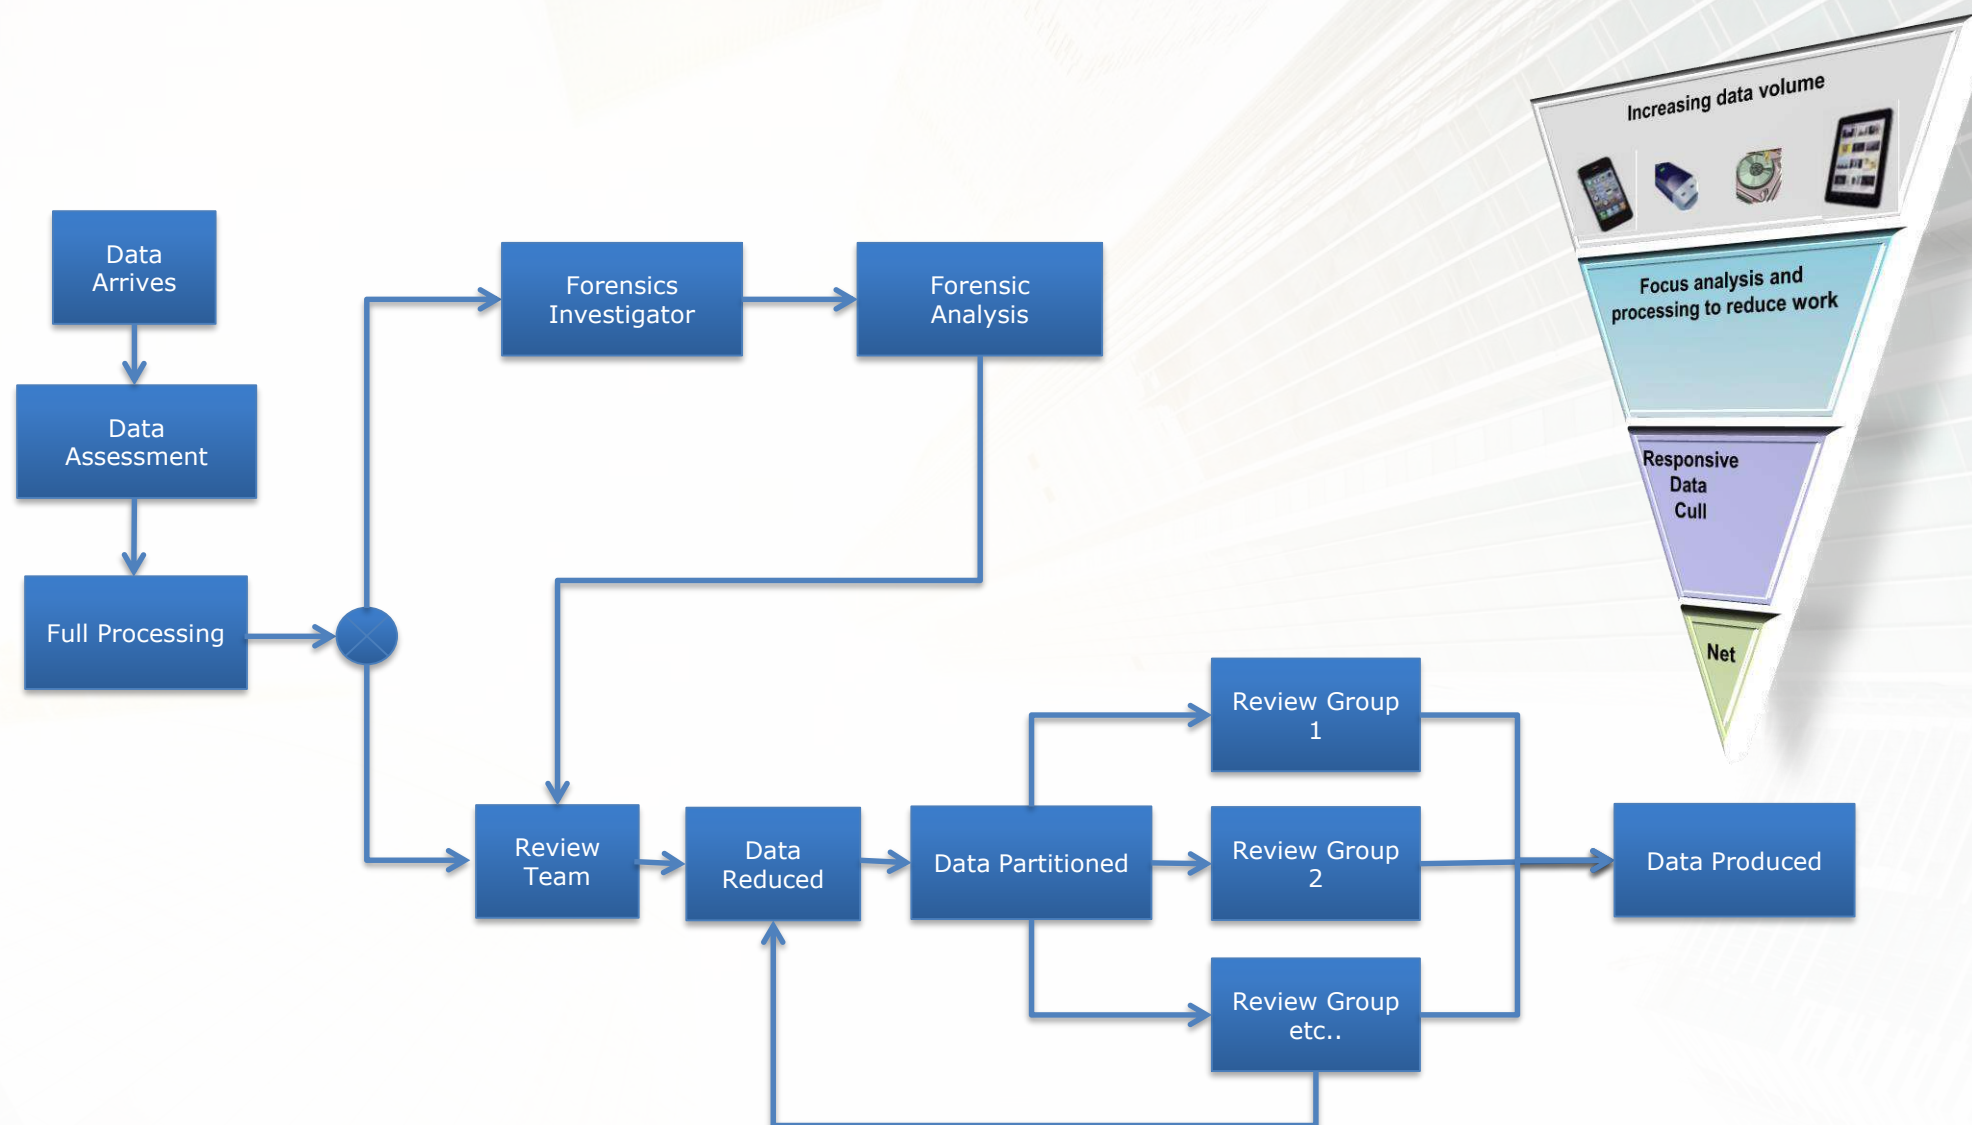 Increasing data volume
Focus analysis and
processing to reduce work
Responsive
Data
Cull
Net
Data
Arrives
Data
Assessment
Full Processing
Forensics
Investigator
Forensic
Analysis
Review
Team
Data
Reduced
Data Partitioned
Review Group
1
Review Group
2
Review Group
etc..
Data Produced